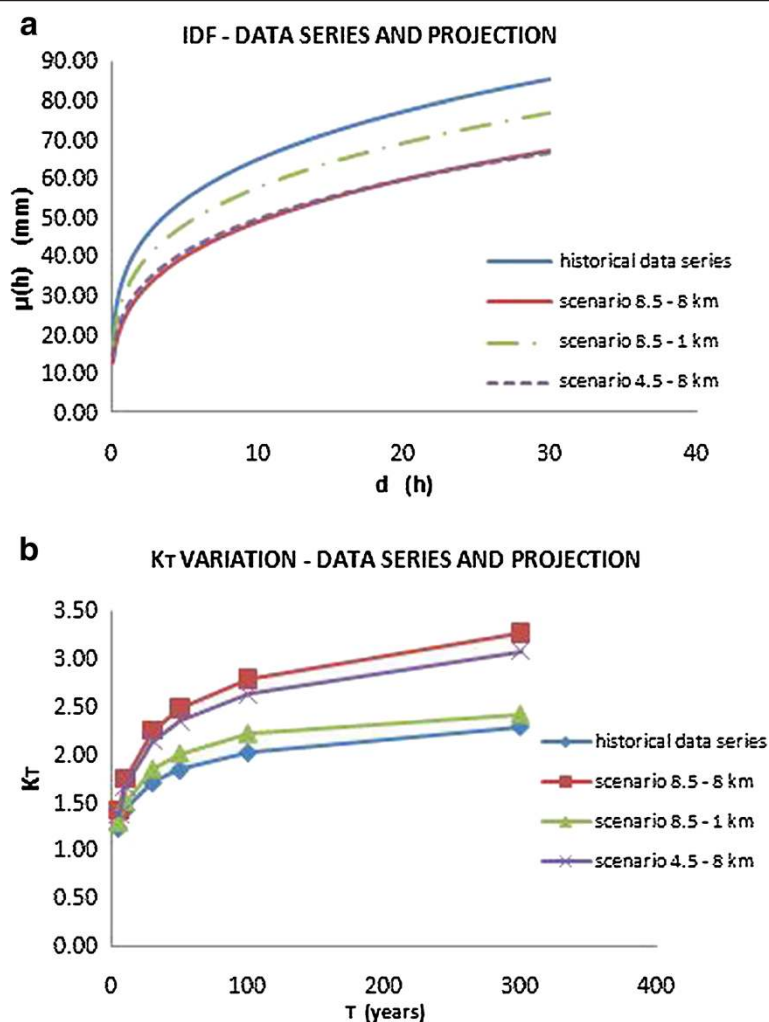 a
IDF - DATA SERIES AND PROJECTION
90.00
80.00
70.00
60.00
50.00
40.00
30.00
20.00
10.00
0.00
μ(h) (mm)
0 10 20 30 40
d (h)
historical data series
scenario 8.5 - 8 km
scenario 8.5 - 1 km
scenario 4.5 - 8 km
b
KT VARIATION - DATA SERIES AND PROJECTION
3.50
3.00
2.50
2.00
1.50
1.00
0.50
0.00
KT
0 100 200 300 400
T (years)
historical data series
scenario 8.5 - 8 km
scenario 8.5 - 1 km
scenario 4.5 - 8 km